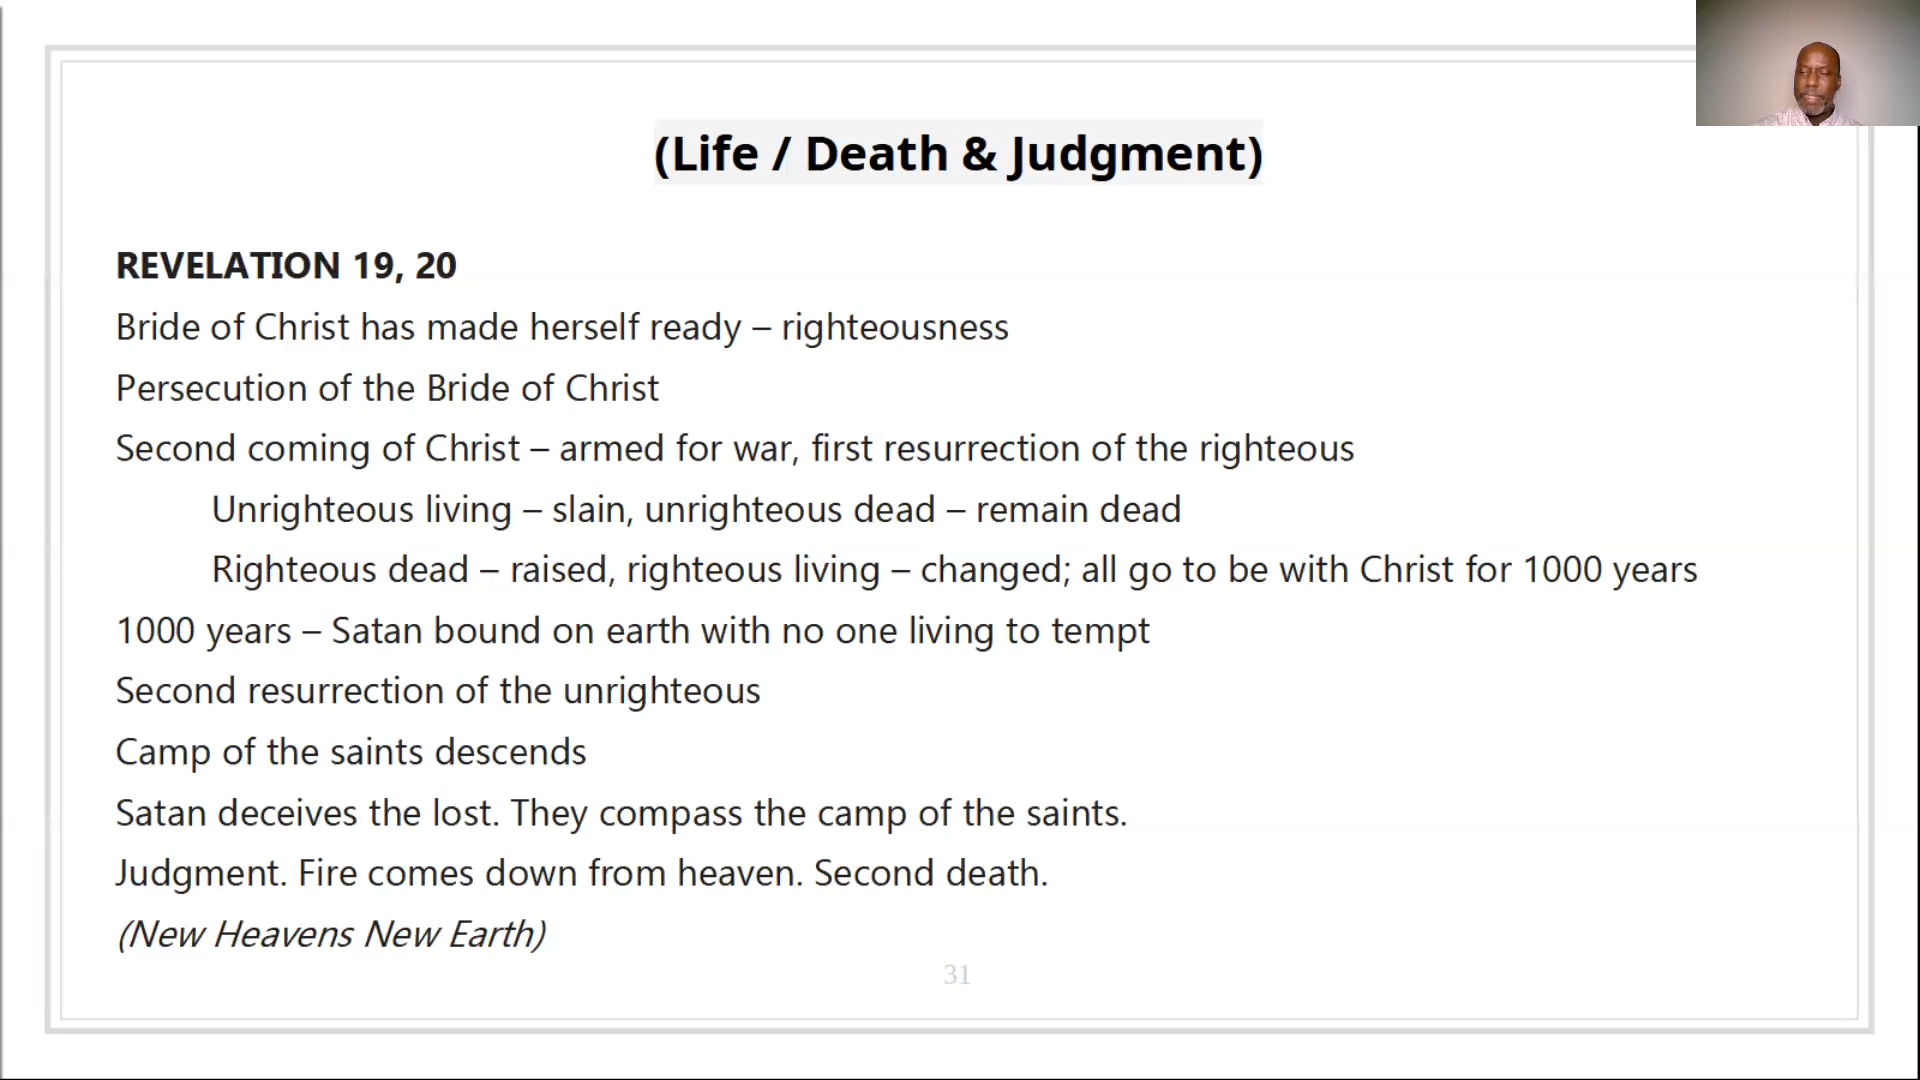 (Life / Death & Judgment)
REVELATION 19, 20
Bride of Christ has made herself ready – righteousness
Persecution of the Bride of Christ
Second coming of Christ – armed for war, first resurrection of the righteous
Unrighteous living – slain, unrighteous dead – remain dead
Righteous dead – raised, righteous living – changed; all go to be with Christ for 1000 years
1000 years – Satan bound on earth with no one living to tempt
Second resurrection of the unrighteous
Camp of the saints descends
Satan deceives the lost. They compass the camp of the saints.
Judgment. Fire comes down from heaven. Second death.
(New Heavens New Earth)
31